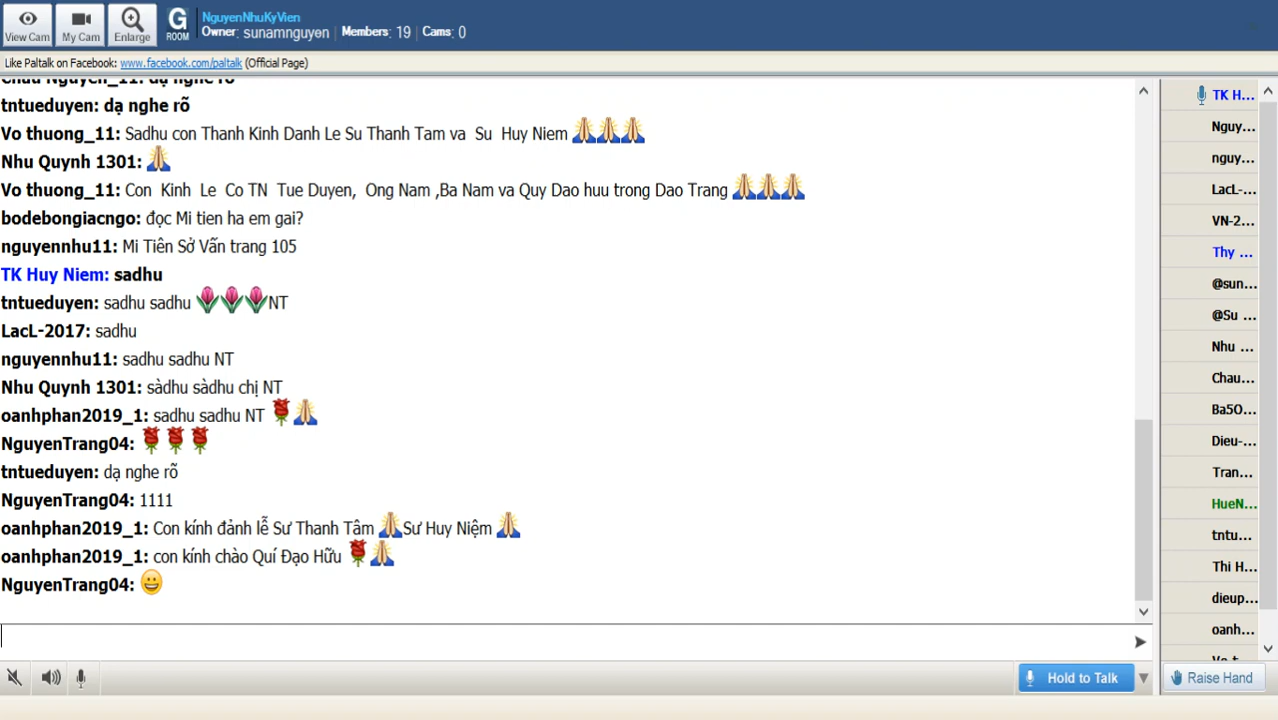 View Cam
My Cam
Enlarge
G
ROOM
NguyenNhuKyVien
Owner: sunamnguyen | Members: 19 | Cams: 0
Like Paltalk on Facebook: www.facebook.com/paltalk (Official Page)
Chau Nguyen_11: dạ nghe rõ
tntueduyen: dạ nghe rõ
Vo thuong_11: Sadhu con Thanh Kinh Danh Le Su Thanh Tam va Su Huy Niem 🙏🙏🙏
Nhu Quynh 1301: 🙏
Vo thuong_11: Con Kinh Le Co TN Tue Duyen, Ong Nam ,Ba Nam va Quy Dao huu trong Dao Trang 🙏🙏🙏
bodebongiacngo: đọc Mi tien ha em gai?
nguyennhu11: Mi Tiên Sở Vấn trang 105
TK Huy Niem: sadhu
tntueduyen: sadhu sadhu 🌷🌷🌷NT
LacL-2017: sadhu
nguyennhu11: sadhu sadhu NT
Nhu Quynh 1301: sàdhu sàdhu chị NT
oanhphan2019_1: sadhu sadhu NT 🌹🙏
NguyenTrang04: 🌹🌹🌹
tntueduyen: dạ nghe rõ
NguyenTrang04: 1111
oanhphan2019_1: Con kính đảnh lễ Sư Thanh Tâm 🙏Sư Huy Niệm 🙏
oanhphan2019_1: con kính chào Quí Đạo Hữu 🌹🙏
NguyenTrang04: 😀
TK H...
Nguy...
nguy...
LacL-...
VN-2...
Thy ...
@sun...
@Su ...
Nhu ...
Chau...
Ba5O...
Dieu-...
Tran...
HueN...
tntu...
Thi H...
dieup...
oanh...
Hold to Talk
Raise Hand